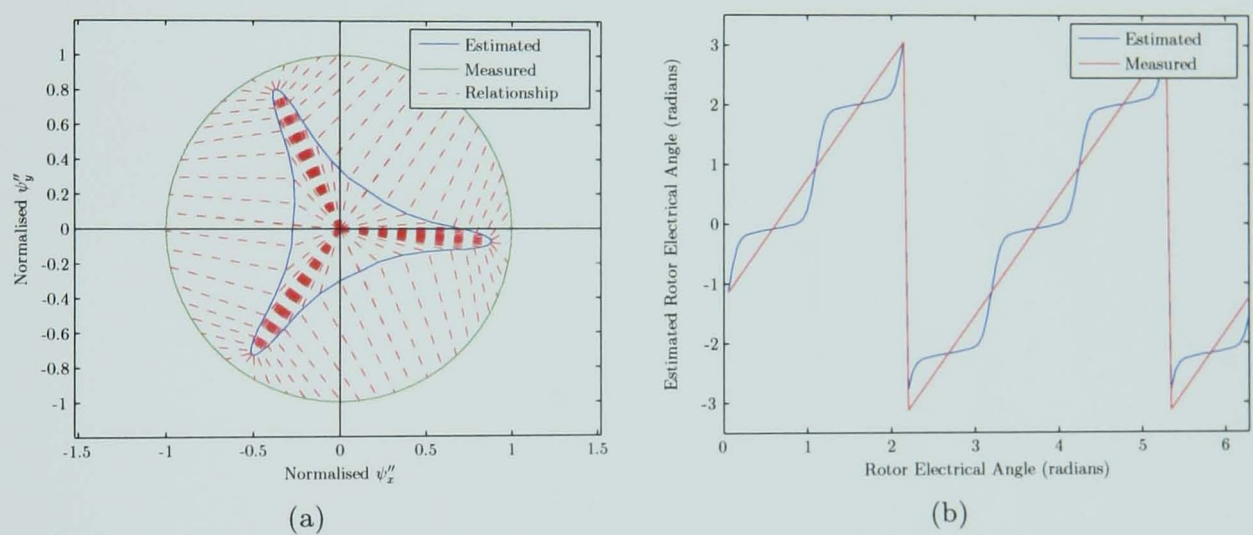 Normalised ψ''y
1
0.8
0.6
0.4
0.2
0
-0.2
-0.4
-0.6
-0.8
-1
-1.5
-1
-0.5
0
0.5
1
1.5
Normalised ψ''x
Estimated
Measured
Relationship
(a)
Estimated Rotor Electrical Angle (radians)
3
2
1
0
-1
-2
-3
0
1
2
3
4
5
6
Rotor Electrical Angle (radians)
Estimated
Measured
(b)